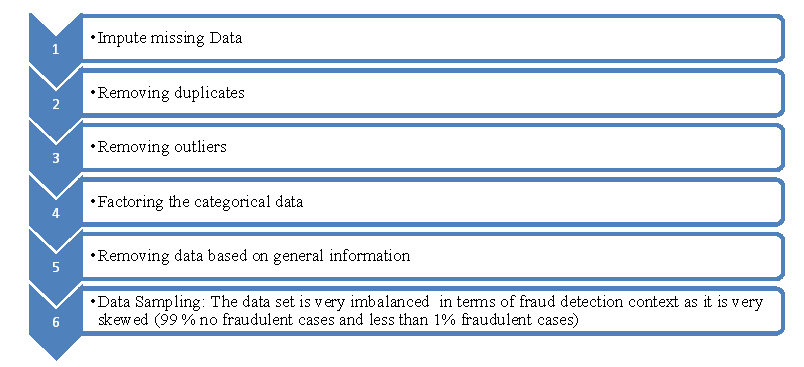 1
•Impute missing Data
2
•Removing duplicates
3
•Removing outliers
4
•Factoring the categorical data
5
•Removing data based on general information
6
•Data Sampling: The data set is very imbalanced in terms of fraud detection context as it is very
skewed (99 % no fraudulent cases and less than 1% fraudulent cases)